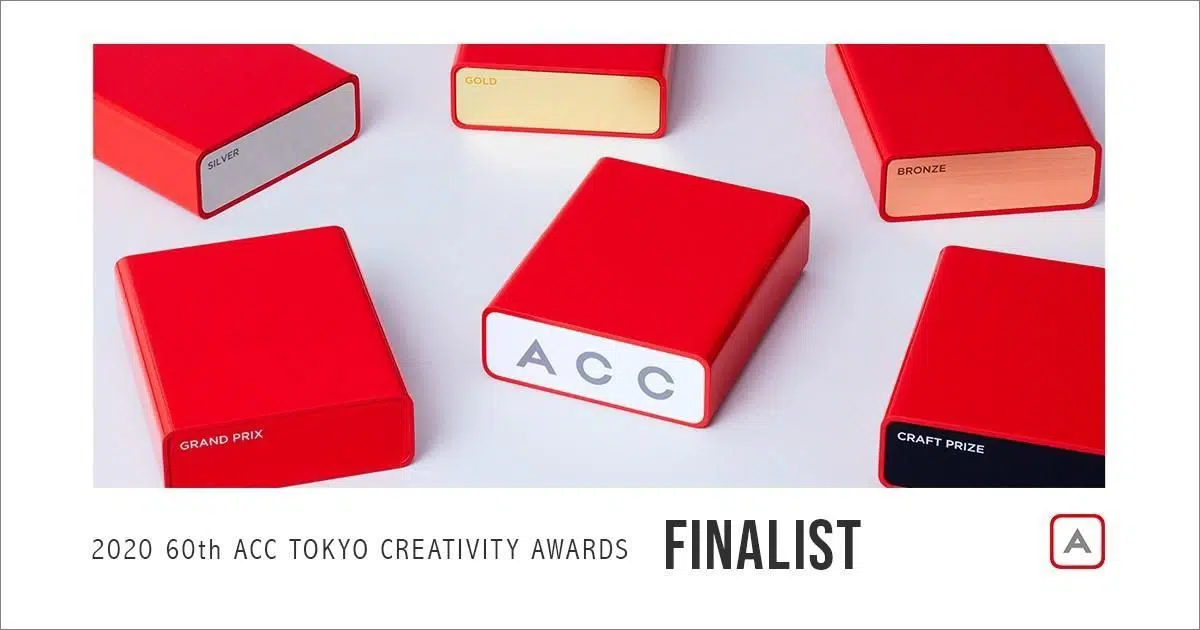 SILVER
GOLD
BRONZE
GRAND PRIX
ACC
CRAFT PRIZE
2020 60th ACC TOKYO CREATIVITY AWARDS FINALIST
A